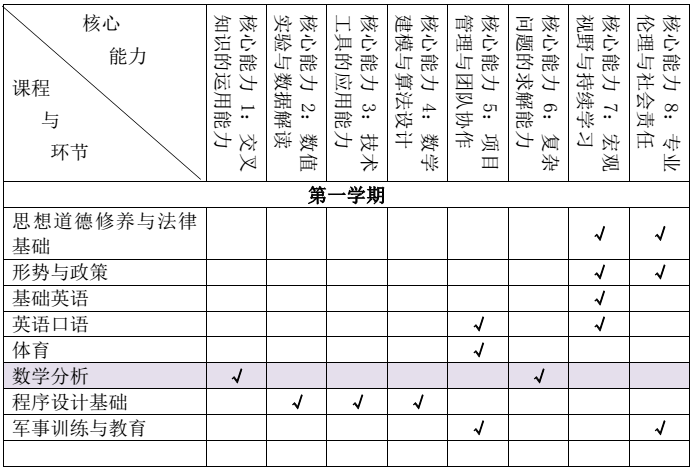 核心
能力
课程
与
环节
核心能力 1：交叉
知识的运用能力
核心能力 2：数值
实验与数据解读
核心能力 3：技术
工具的应用能力
核心能力 4：数学
建模与算法设计
核心能力 5：项目
管理与团队协作
核心能力 6：复杂
问题的求解能力
核心能力 7：宏观
视野与持续学习
核心能力 8：专业
伦理与社会责任
第一学期
思想道德修养与法律
基础 √ √
形势与政策 √ √
基础英语 √
英语口语 √ √
体育 √
数学分析 √ √
程序设计基础 √ √ √
军事训练与教育 √ √